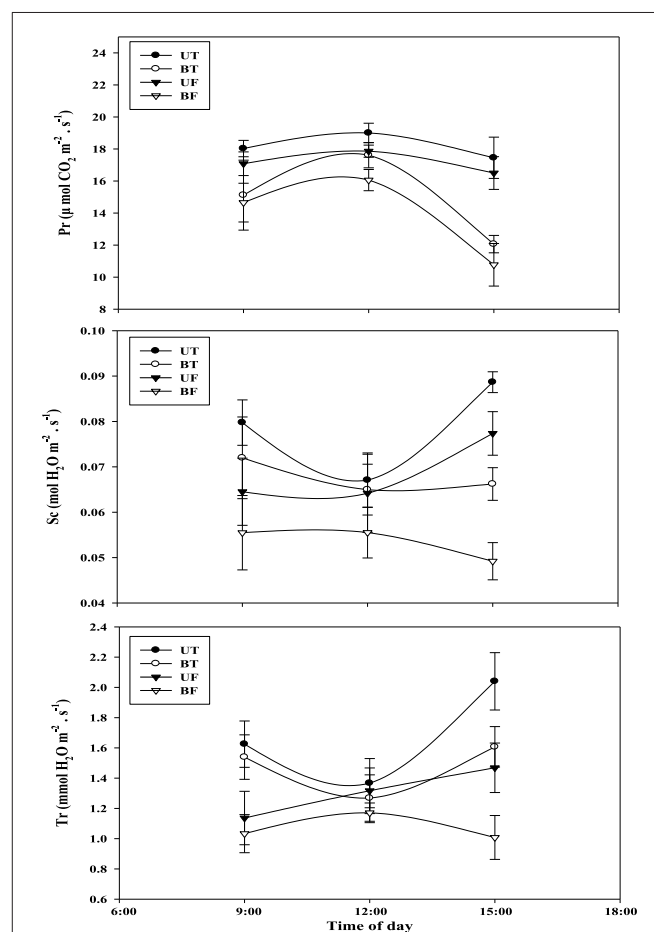 Pr (µ mol CO2 m-2 . s-1)
24
22
20
18
16
14
12
10
8
UT
BT
UF
BF
Sc (mol H2O m-2 . s-1)
0.10
0.09
0.08
0.07
0.06
0.05
0.04
UT
BT
UF
BF
Tr (mmol H2O m-2 . s-1)
2.4
2.2
2.0
1.8
1.6
1.4
1.2
1.0
0.8
0.6
UT
BT
UF
BF
6:00 9:00 12:00 15:00 18:00
Time of day